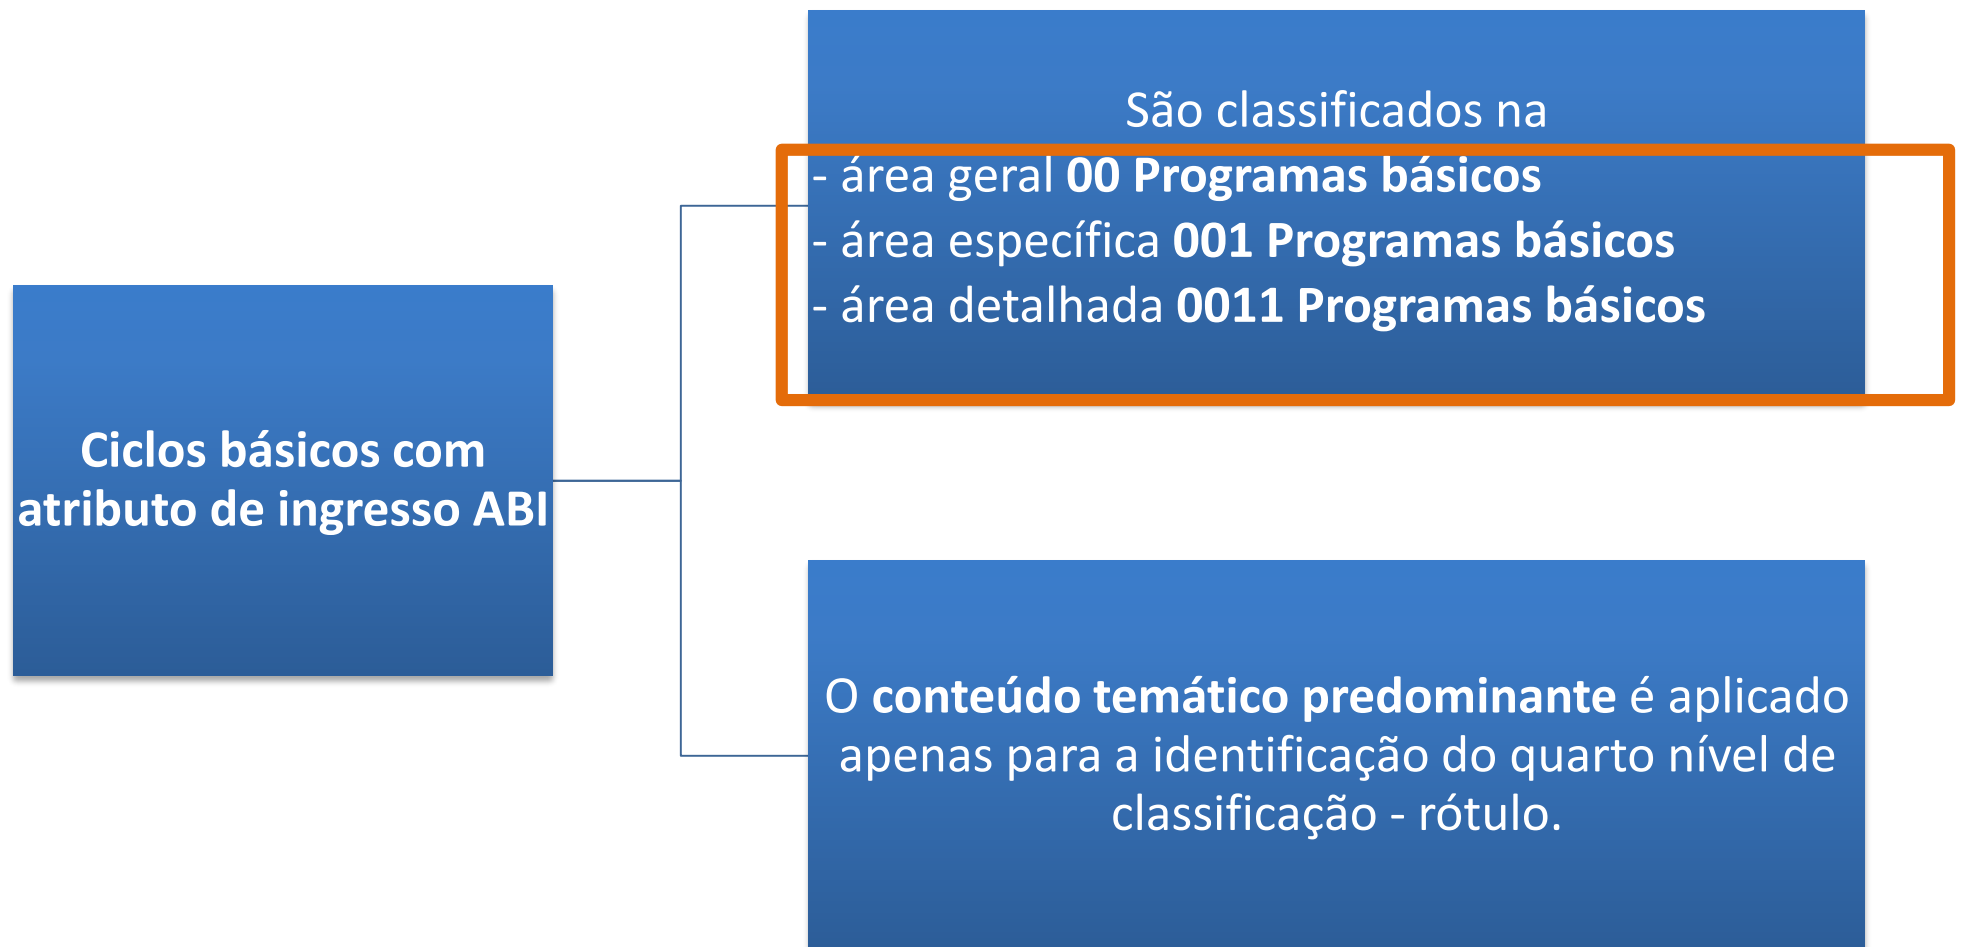 São classificados na
- área geral 00 Programas básicos
- área específica 001 Programas básicos
- área detalhada 0011 Programas básicos
Ciclos básicos com
atributo de ingresso ABI
O conteúdo temático predominante é aplicado
apenas para a identificação do quarto nível de
classificação - rótulo.